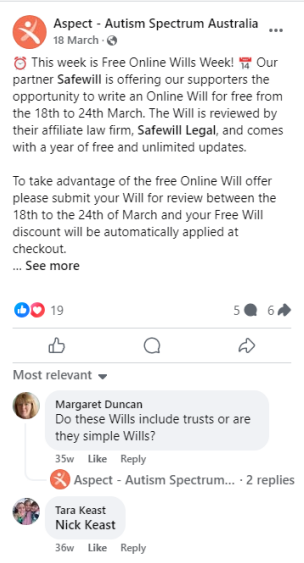 Aspect - Autism Spectrum Australia
18 March ·
⏰ This week is Free Online Wills Week! 📅 Our
partner Safewill is offering our supporters the
opportunity to write an Online Will for free from
the 18th to 24th March. The Will is reviewed by
their affiliate law firm, Safewill Legal, and comes
with a year of free and unlimited updates.
To take advantage of the free Online Will offer
please submit your Will for review between the
18th to the 24th of March and your Free Will
discount will be automatically applied at
checkout.
... See more
19 5 6
Most relevant
Margaret Duncan
Do these Wills include trusts or are
they simple Wills?
35w Like Reply
Aspect - Autism Spectrum... · 2 replies
Tara Keast
Nick Keast
36w Like Reply